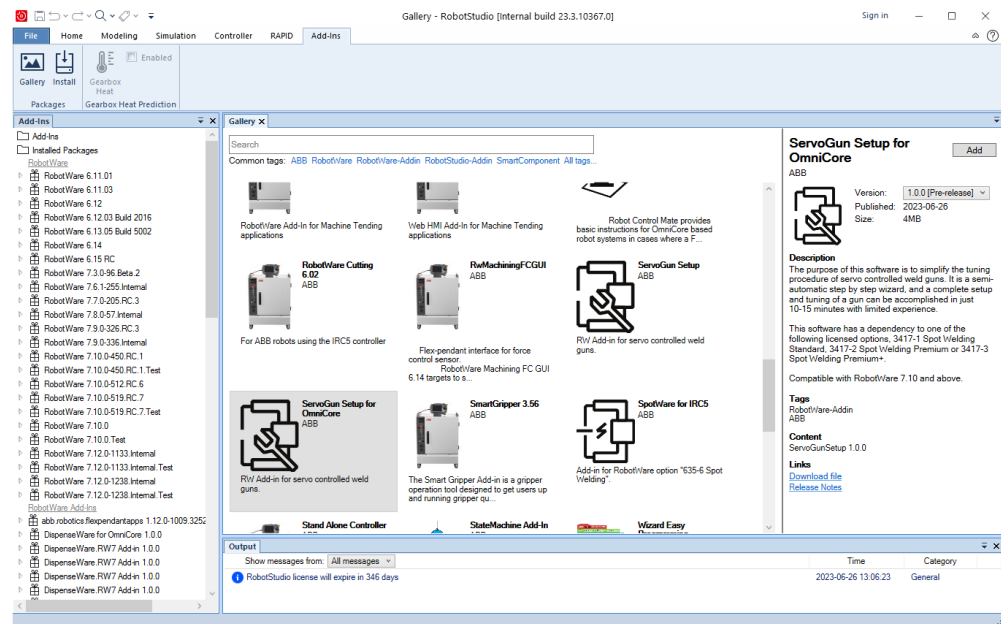 Gallery - RobotStudio [Internal build 23.3.10367.0]
Sign in
File Home Modeling Simulation Controller RAPID Add-Ins
Gallery Install Gearbox Heat Enabled
Packages Gearbox Heat Prediction
Add-Ins
Add-Ins
Installed Packages
RobotWare
RobotWare 6.11.01
RobotWare 6.11.03
RobotWare 6.12
RobotWare 6.12.03 Build 2016
RobotWare 6.13.05 Build 5002
RobotWare 6.14
RobotWare 6.15 RC
RobotWare 7.3.0-96.Beta.2
RobotWare 7.6.1-255.Internal
RobotWare 7.7.0-205.RC.3
RobotWare 7.8.0-57.Internal
RobotWare 7.9.0-326.RC.3
RobotWare 7.9.0-336.Internal
RobotWare 7.10.0-450.RC.1
RobotWare 7.10.0-450.RC.1.Test
RobotWare 7.10.0-512.RC.6
RobotWare 7.10.0-519.RC.7
RobotWare 7.10.0-519.RC.7.Test
RobotWare 7.10.0
RobotWare 7.10.0.Test
RobotWare 7.12.0-1133.Internal
RobotWare 7.12.0-1133.Internal.Test
RobotWare 7.12.0-1238.Internal
RobotWare 7.12.0-1238.Internal.Test
RobotWare Add-Ins
abb.robotics.flexpendantapps 1.12.0-1009.3252
DispenseWare for OmniCore 1.0.0
DispenseWare.RW7 Add-in 1.0.0
DispenseWare.RW7 Add-in 1.0.0
DispenseWare.RW7 Add-in 1.0.0
DispenseWare.RW7 Add-in 1.0.0
Gallery
Search
Common tags: ABB RobotWare RobotWare-Addin RobotStudio-Addin SmartComponent All tags...
RobotWare Add-In for Machine Tending
applications
Web HMI Add-In for Machine Tending
applications
Robot Control Mate provides
basic instructions for OmniCore based
robot systems in cases where a F...
RobotWare Cutting
6.02
ABB
For ABB robots using the IRC5 controller
RwMachiningFCGUI
ABB
Flex-pendant interface for force
control sensor.
RobotWare Machining FC GUI
6.14 targets to s...
ServoGun Setup
ABB
RW Add-in for servo controlled weld
guns.
ServoGun Setup for
OmniCore
ABB
RW Add-in for servo controlled weld
guns.
SmartGripper 3.56
ABB
The Smart Gripper Add-in is a gripper
operation tool designed to get users up
and running gripper qu...
SpotWare for IRC5
ABB
Add-in for RobotWare option "635-6 Spot
Welding".
Stand Alone Controller
StateMachine Add-In
Wizard Easy
ServoGun Setup for
OmniCore
Add
ABB
Version: 1.0.0 [Pre-release]
Published: 2023-06-26
Size: 4MB
Description
The purpose of this software is to simplify the tuning
procedure of servo controlled weld guns. It is a semi-
automatic step by step wizard, and a complete setup
and tuning of a gun can be accomplished in just
10-15 minutes with limited experience.
This software has a dependency to one of the
following licensed options, 3417-1 Spot Welding
Standard, 3417-2 Spot Welding Premium or 3417-3
Spot Welding Premium+.
Compatible with RobotWare 7.10 and above.
Tags
RobotWare-Addin
ABB
Content
ServoGunSetup 1.0.0
Links
Download file
Release Notes
Output
Show messages from: All messages Time Category
RobotStudio license will expire in 346 days 2023-06-26 13:06:23 General